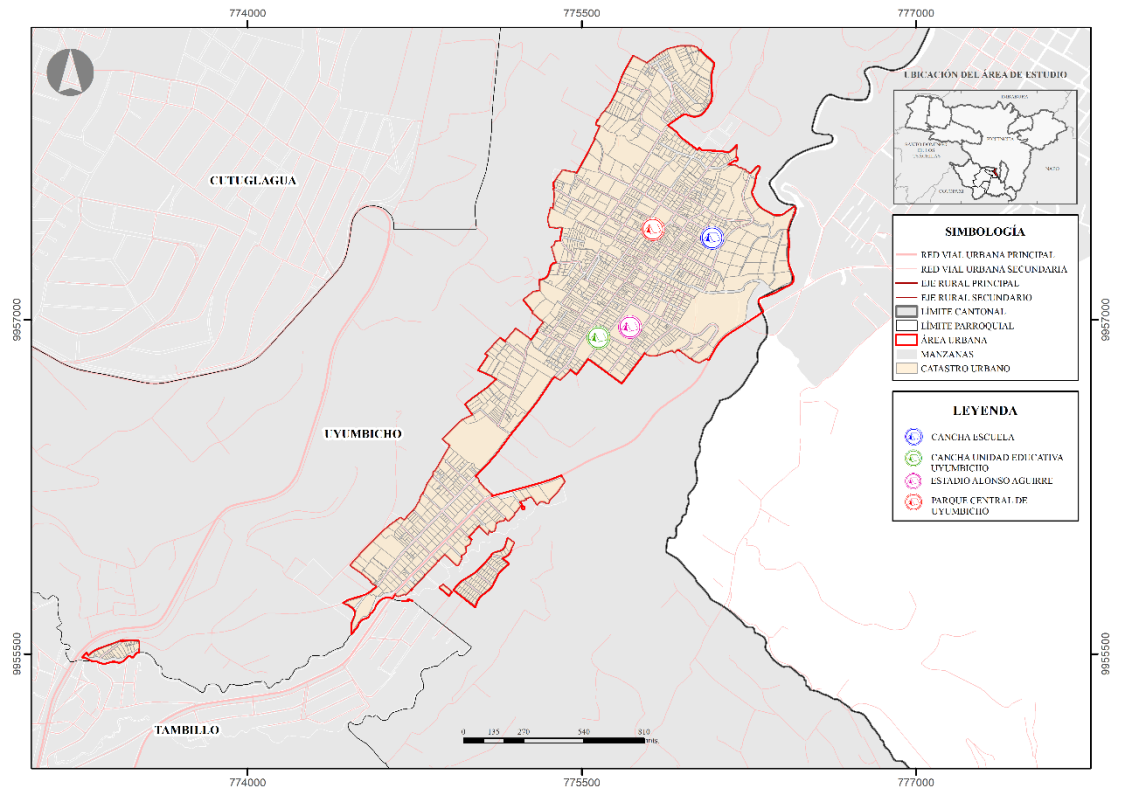 774000
775500
777000
UBICACIÓN DEL ÁREA DE ESTUDIO
CUTUGLAGUA
SIMBOLOGÍA
RED VIAL URBANA PRINCIPAL
RED VIAL URBANA SECUNDARIA
EJE RURAL PRINCIPAL
EJE RURAL SECUNDARIO
LÍMITE CANTONAL
LÍMITE PARROQUIAL
ÁREA URBANA
MANZANAS
CATASTRO URBANO
9957000
9957000
UYUMBICHO
LEYENDA
CANCHA ESCUELA
CANCHA UNIDAD EDUCATIVA
UYUMBICHO
ESTADIO ALONSO AGUIRRE
PARQUE CENTRAL DE
UYUMBICHO
9955500
9955500
TAMBILLO
0 135 270 540 810
mts
774000
775500
777000